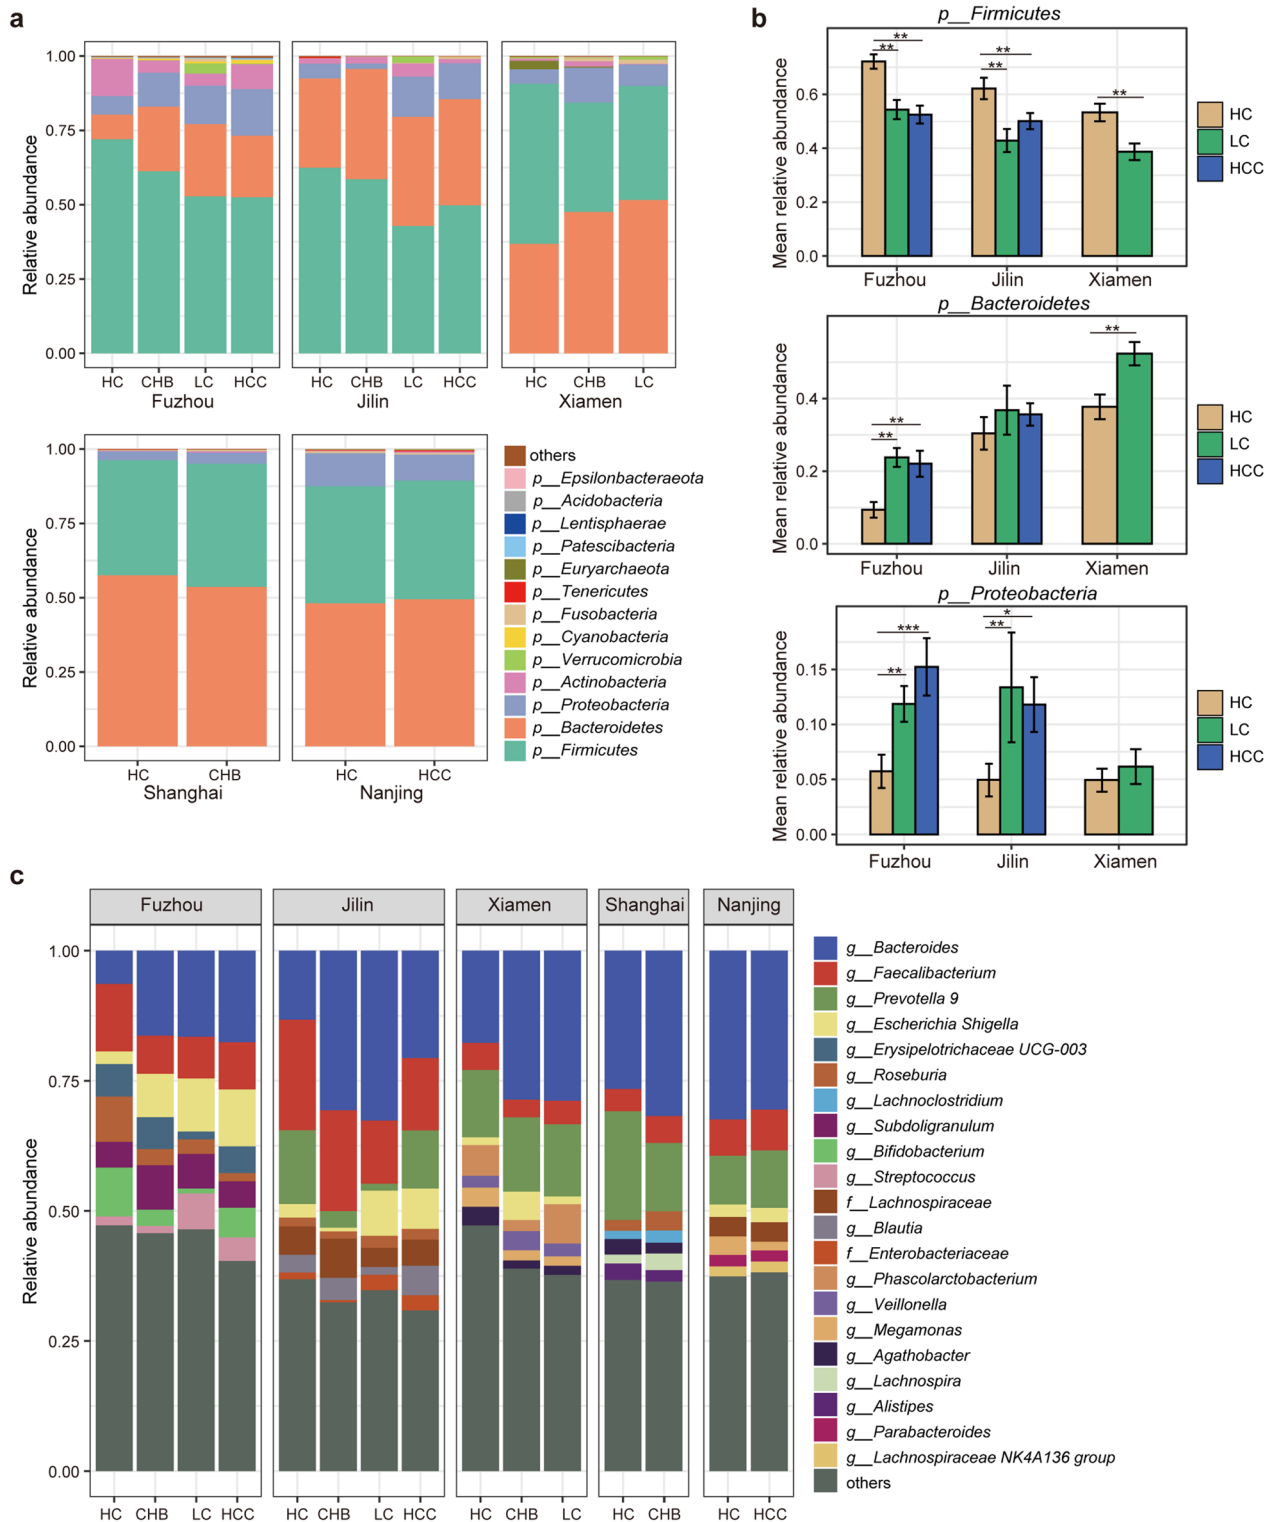 a
Relative abundance
1.00
0.75
0.50
0.25
0.00
HC CHB LC HCC
Fuzhou
HC CHB LC HCC
Jilin
HC CHB LC
Xiamen
Relative abundance
1.00
0.75
0.50
0.25
0.00
HC CHB
Shanghai
HC HCC
Nanjing
others
p__Epsilonbacteraeota
p__Acidobacteria
p__Lentisphaerae
p__Patescibacteria
p__Euryarchaeota
p__Tenericutes
p__Fusobacteria
p__Cyanobacteria
p__Verrucomicrobia
p__Actinobacteria
p__Proteobacteria
p__Bacteroidetes
p__Firmicutes
b
p__Firmicutes
Mean relative abundance
0.6
0.4
0.2
0.0
**
**
**
**
**
Fuzhou Jilin Xiamen
HC
LC
HCC
p__Bacteroidetes
Mean relative abundance
0.4
0.2
0.0
**
**
**
Fuzhou Jilin Xiamen
HC
LC
HCC
p__Proteobacteria
Mean relative abundance
0.15
0.10
0.05
0.00
***
**
*
**
Fuzhou Jilin Xiamen
HC
LC
HCC
c
Fuzhou Jilin Xiamen Shanghai Nanjing
Relative abundance
1.00
0.75
0.50
0.25
0.00
HC CHB LC HCC HC CHB LC HCC HC CHB LC HC CHB HC HCC
g__Bacteroides
g__Faecalibacterium
g__Prevotella 9
g__Escherichia Shigella
g__Erysipelotrichaceae UCG-003
g__Roseburia
g__Lachnoclostridium
g__Subdoligranulum
g__Bifidobacterium
g__Streptococcus
f__Lachnospiraceae
g__Blautia
f__Enterobacteriaceae
g__Phascolarctobacterium
g__Veillonella
g__Megamonas
g__Agathobacter
g__Lachnospira
g__Alistipes
g__Parabacteroides
g__Lachnospiraceae NK4A136 group
others